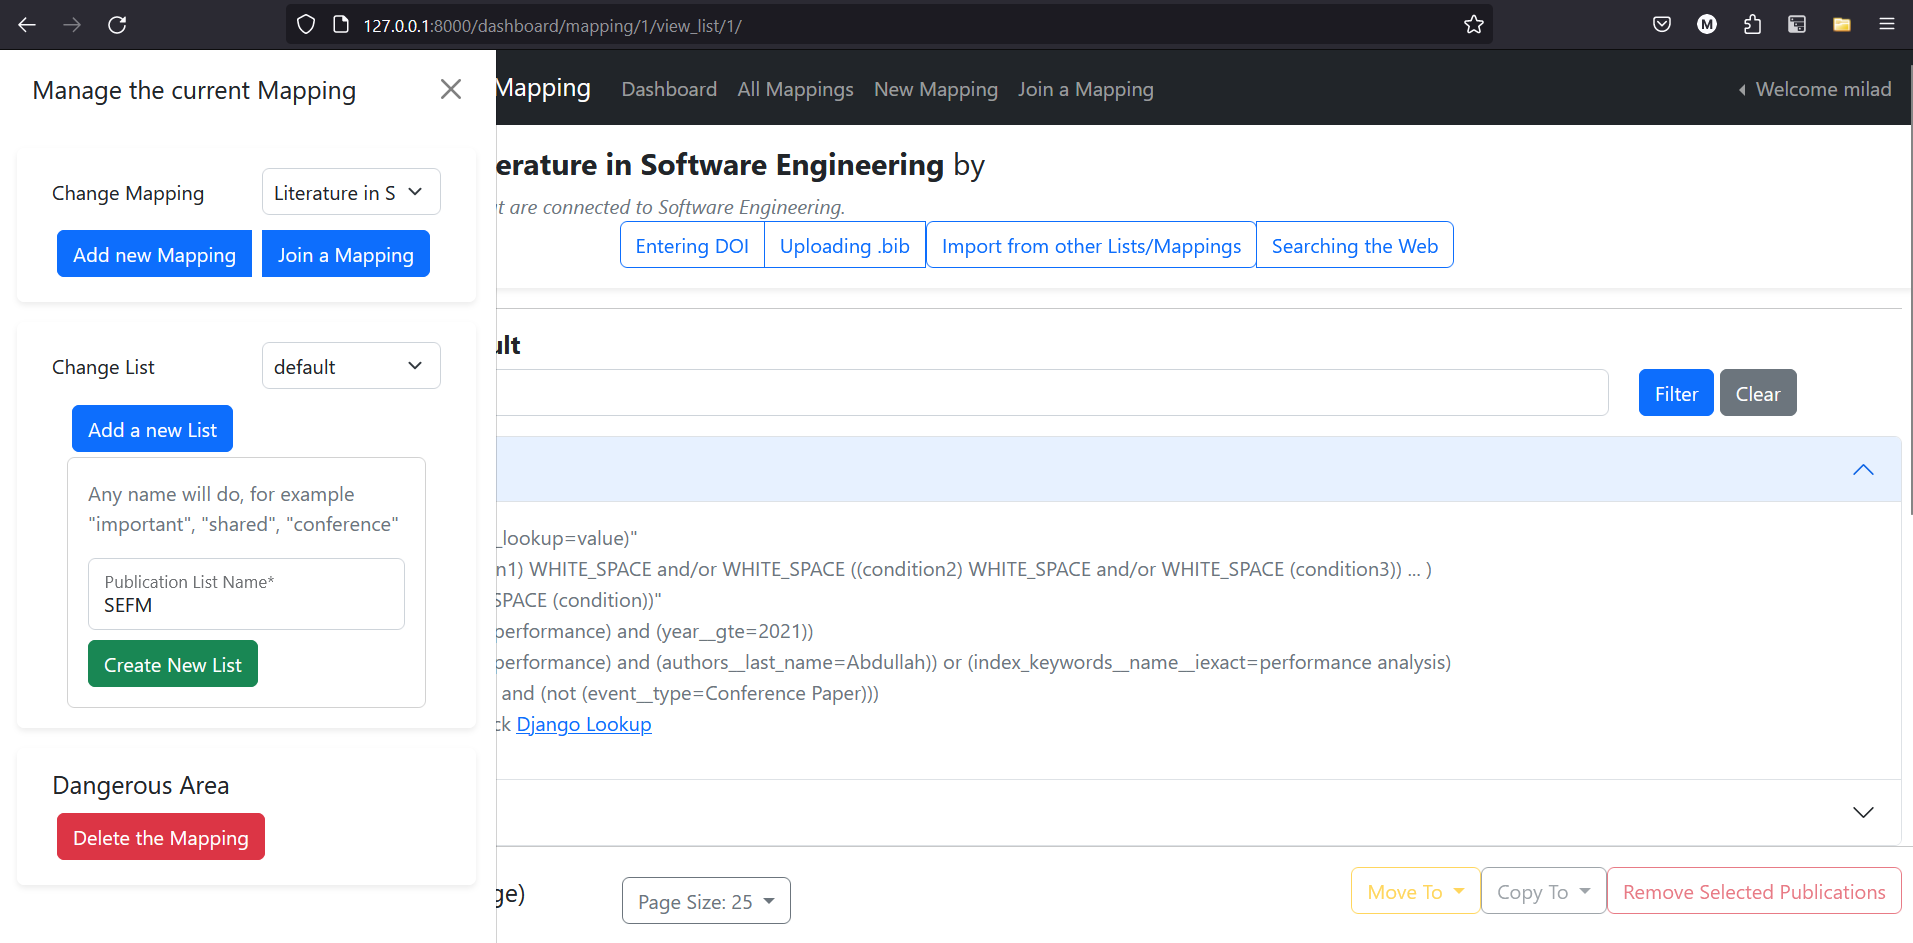 127.0.0.1:8000/dashboard/mapping/1/view_list/1/
M
Manage the current Mapping
Change Mapping
Literature in S
Add new Mapping
Join a Mapping
Change List
default
Add a new List
Any name will do, for example
"important", "shared", "conference"
Publication List Name*
SEFM
Create New List
Dangerous Area
Delete the Mapping
Mapping Dashboard All Mappings New Mapping Join a Mapping Welcome milad
erature in Software Engineering by
t are connected to Software Engineering.
Entering DOI Uploading .bib Import from other Lists/Mappings Searching the Web
ult
Filter Clear
_lookup=value)"
n1) WHITE_SPACE and/or WHITE_SPACE ((condition2) WHITE_SPACE and/or WHITE_SPACE (condition3)) ... )
SPACE (condition))"
performance) and (year__gte=2021))
performance) and (authors__last_name=Abdullah)) or (index_keywords__name__iexact=performance analysis)
and (not (event__type=Conference Paper)))
ck Django Lookup
ge)
Page Size: 25
Move To Copy To Remove Selected Publications